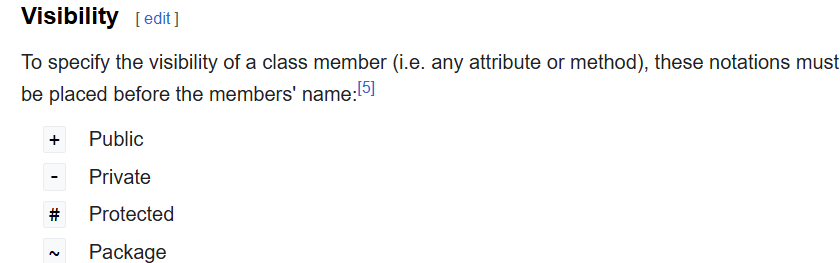 Visibility [ edit ]
To specify the visibility of a class member (i.e. any attribute or method), these notations must
be placed before the members' name:[5]
+ Public
- Private
# Protected
~ Package